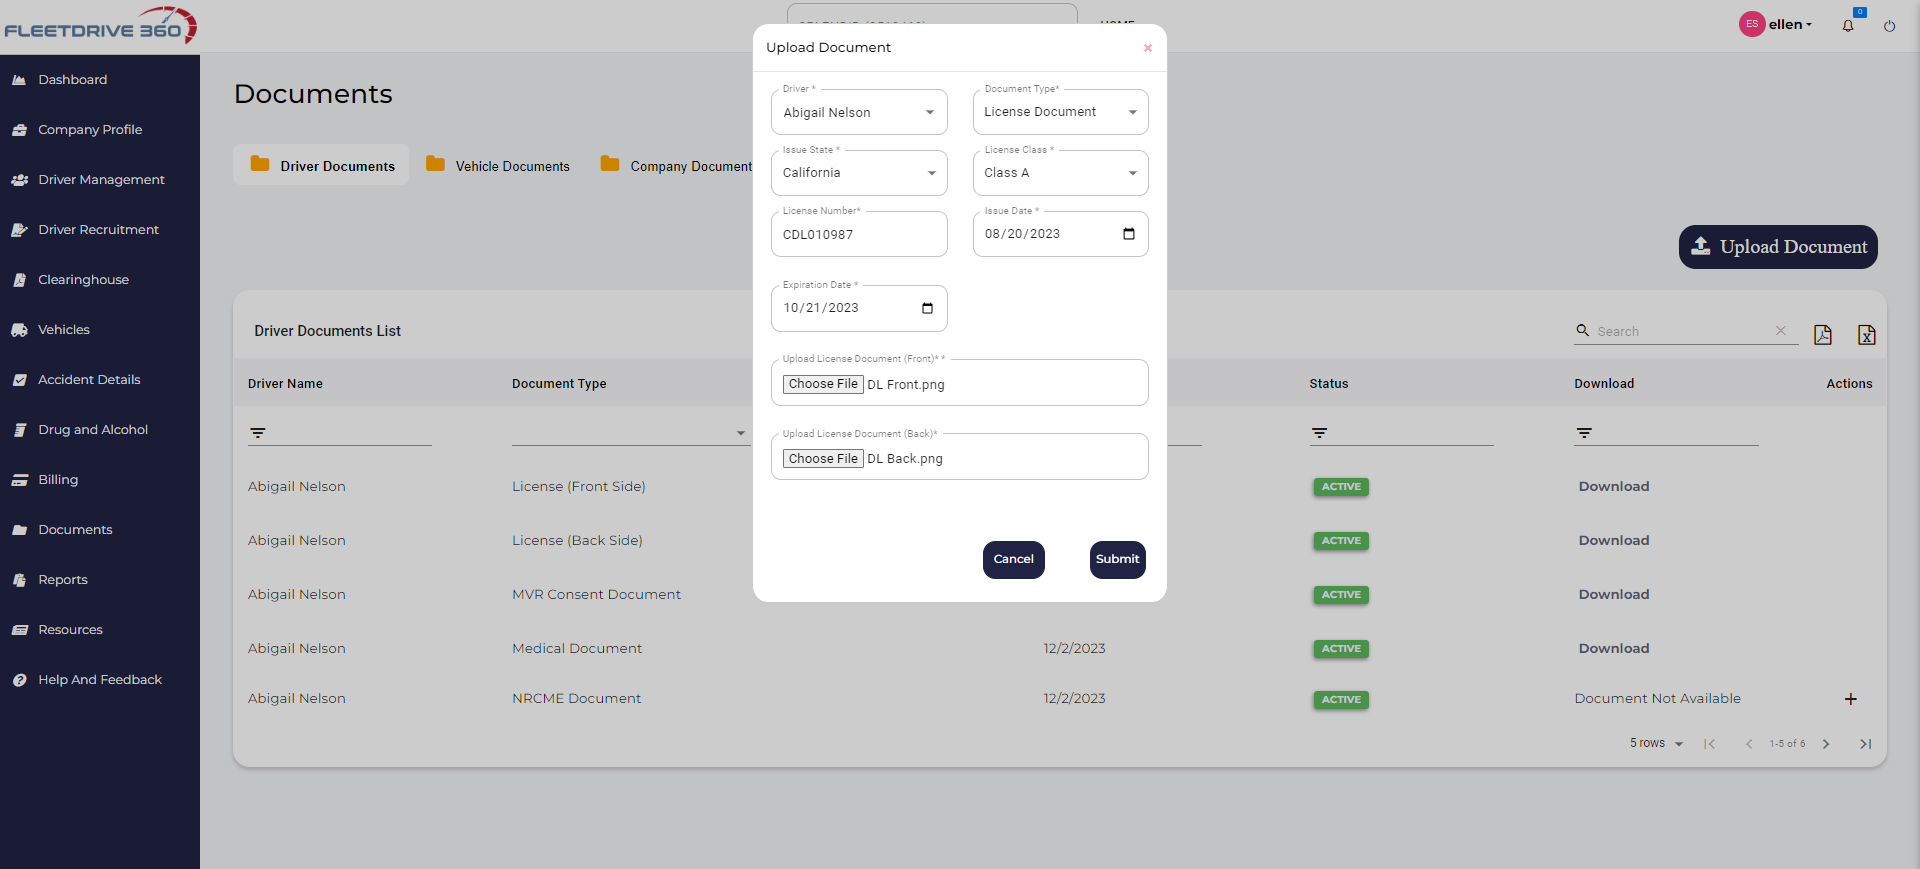 FLEETDRIVE 360
HOME
ES ellen
0
Dashboard
Company Profile
Driver Management
Driver Recruitment
Clearinghouse
Vehicles
Accident Details
Drug and Alcohol
Billing
Documents
Reports
Resources
Help And Feedback
Documents
Driver Documents
Vehicle Documents
Company Document
Upload Document
Driver Documents List
Search
Driver Name Document Type Status Download Actions
Abigail Nelson License (Front Side) ACTIVE Download
Abigail Nelson License (Back Side) ACTIVE Download
Abigail Nelson MVR Consent Document ACTIVE Download
Abigail Nelson Medical Document 12/2/2023 ACTIVE Download
Abigail Nelson NRCME Document 12/2/2023 ACTIVE Document Not Available +
5 rows 1-5 of 6
Upload Document
Driver *
Abigail Nelson
Document Type*
License Document
Issue State *
California
License Class *
Class A
License Number*
CDL010987
Issue Date *
08/20/2023
Expiration Date *
10/21/2023
Upload License Document (Front)* *
Choose File DL Front.png
Upload License Document (Back)*
Choose File DL Back.png
Cancel
Submit